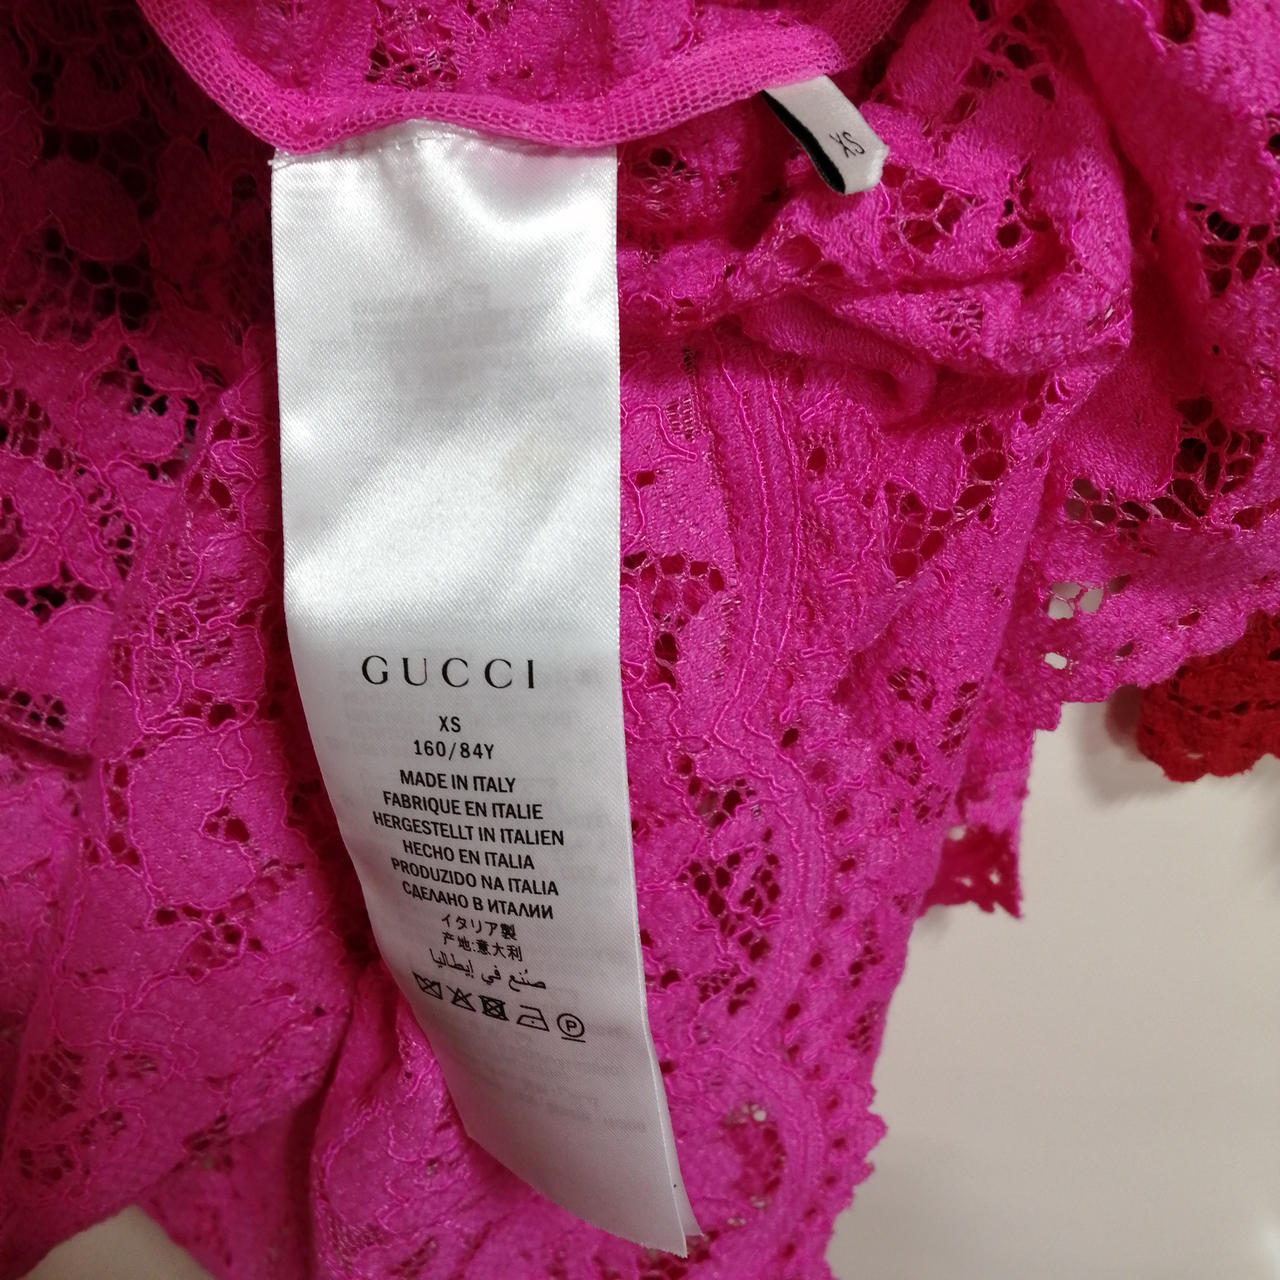 XS
GUCCI
XS
160/84Y
MADE IN ITALY
FABRIQUE EN ITALIE
HERGESTELLT IN ITALIEN
HECHO EN ITALIA
PRODUZIDO NA ITALIA
СДЕЛАНО В ИТАЛИИ
イタリア製
产地:意大利
صُنع في إيطاليا
P